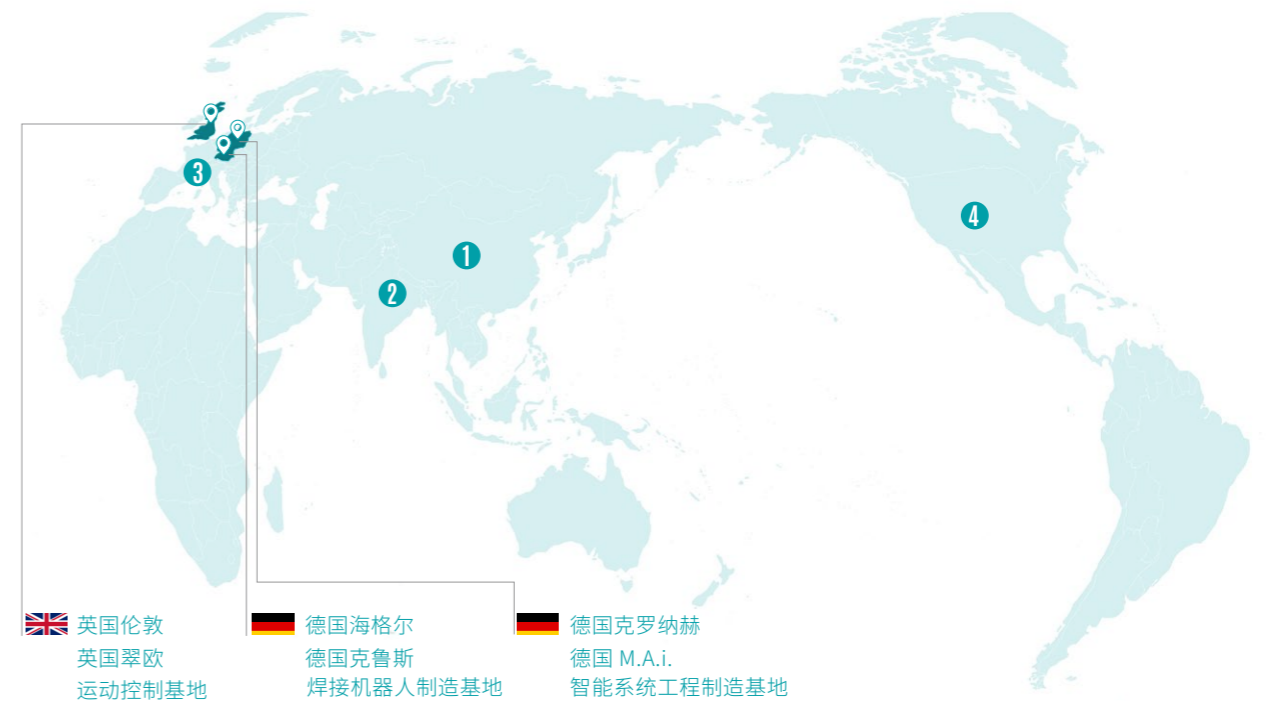 3
1
2
4
英国伦敦
英国翠欧
运动控制基地
德国海格尔
德国克鲁斯
焊接机器人制造基地
德国克罗纳赫
德国 M.A.i.
智能系统工程制造基地